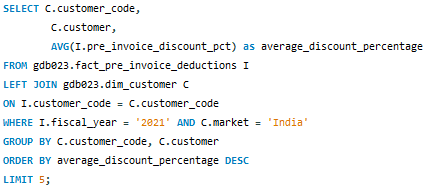 SELECT C.customer_code,
C.customer,
AVG(I.pre_invoice_discount_pct) as average_discount_percentage
FROM gdb023.fact_pre_invoice_deductions I
LEFT JOIN gdb023.dim_customer C
ON I.customer_code = C.customer_code
WHERE I.fiscal_year = '2021' AND C.market = 'India'
GROUP BY C.customer_code, C.customer
ORDER BY average_discount_percentage DESC
LIMIT 5;